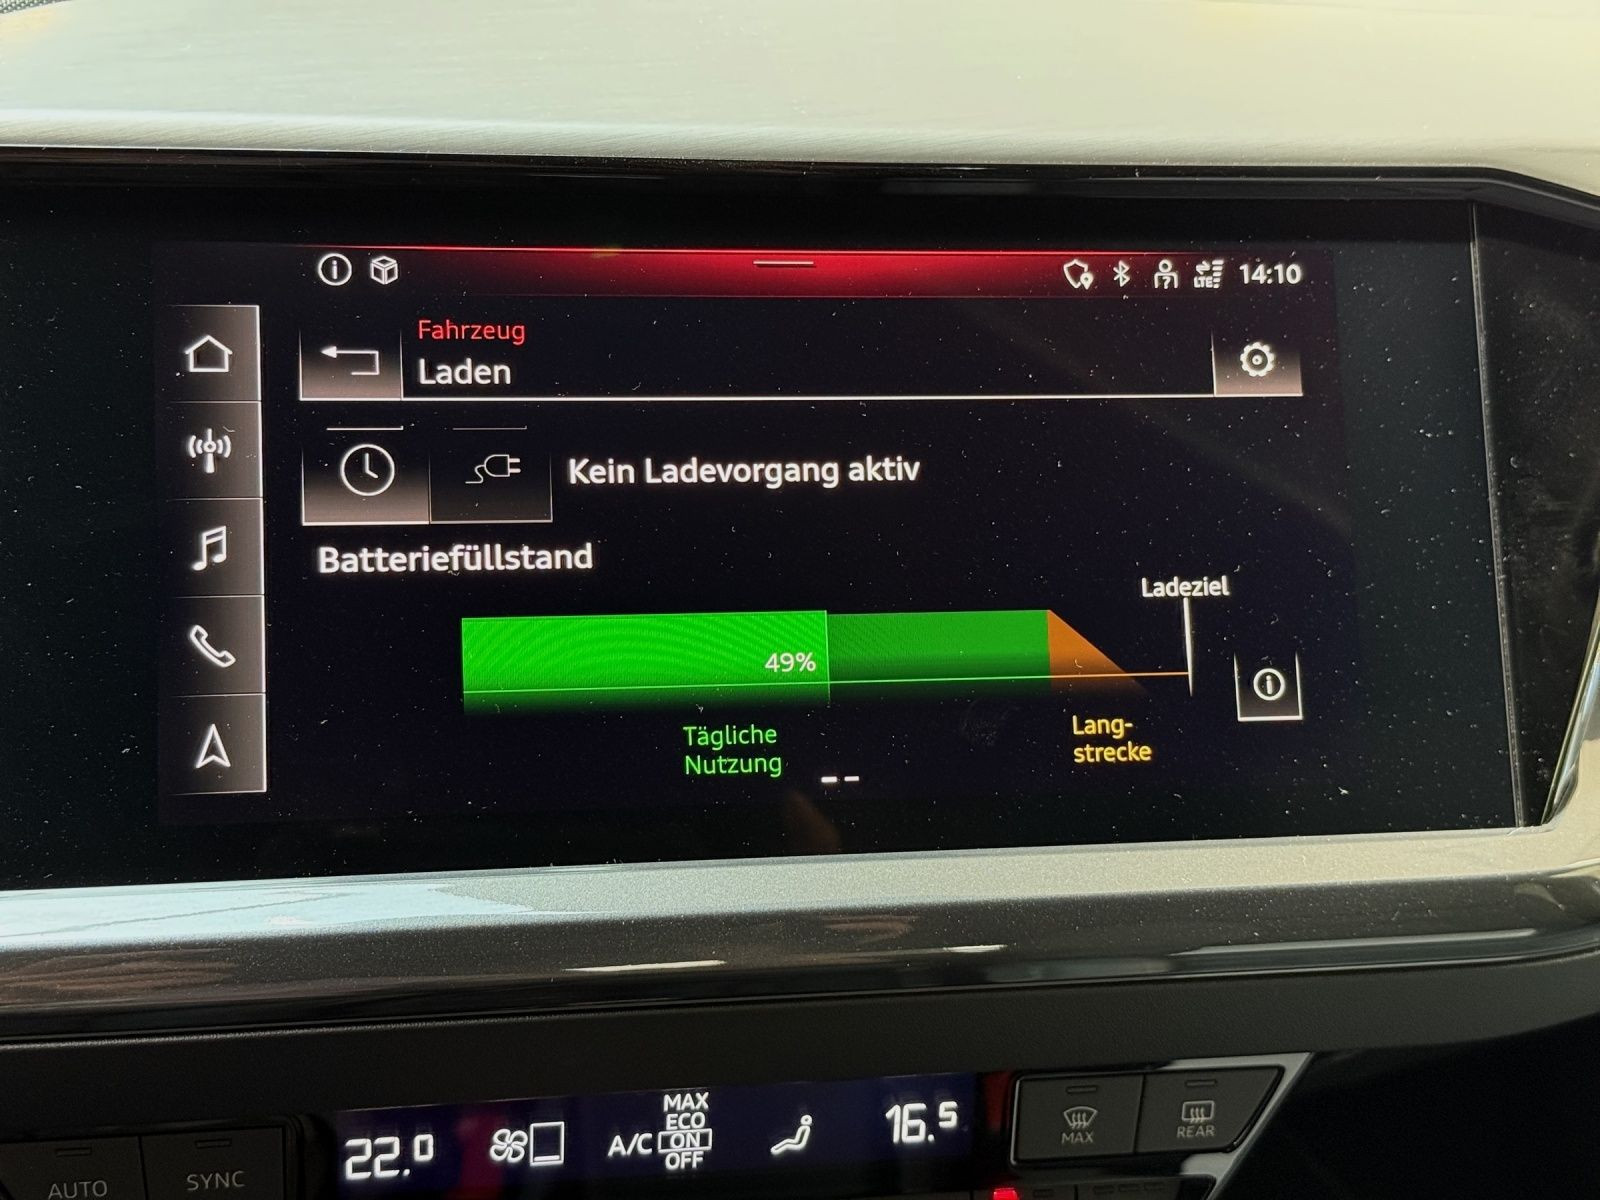 LTE 14:10
Fahrzeug
Laden
Kein Ladevorgang aktiv
Batteriefüllstand
Ladeziel
49%
Tägliche
Nutzung
Lang-
strecke
--
22.0
A/C
MAX
ECO
ON
OFF
16.5
MAX
REAR
AUTO
SYNC